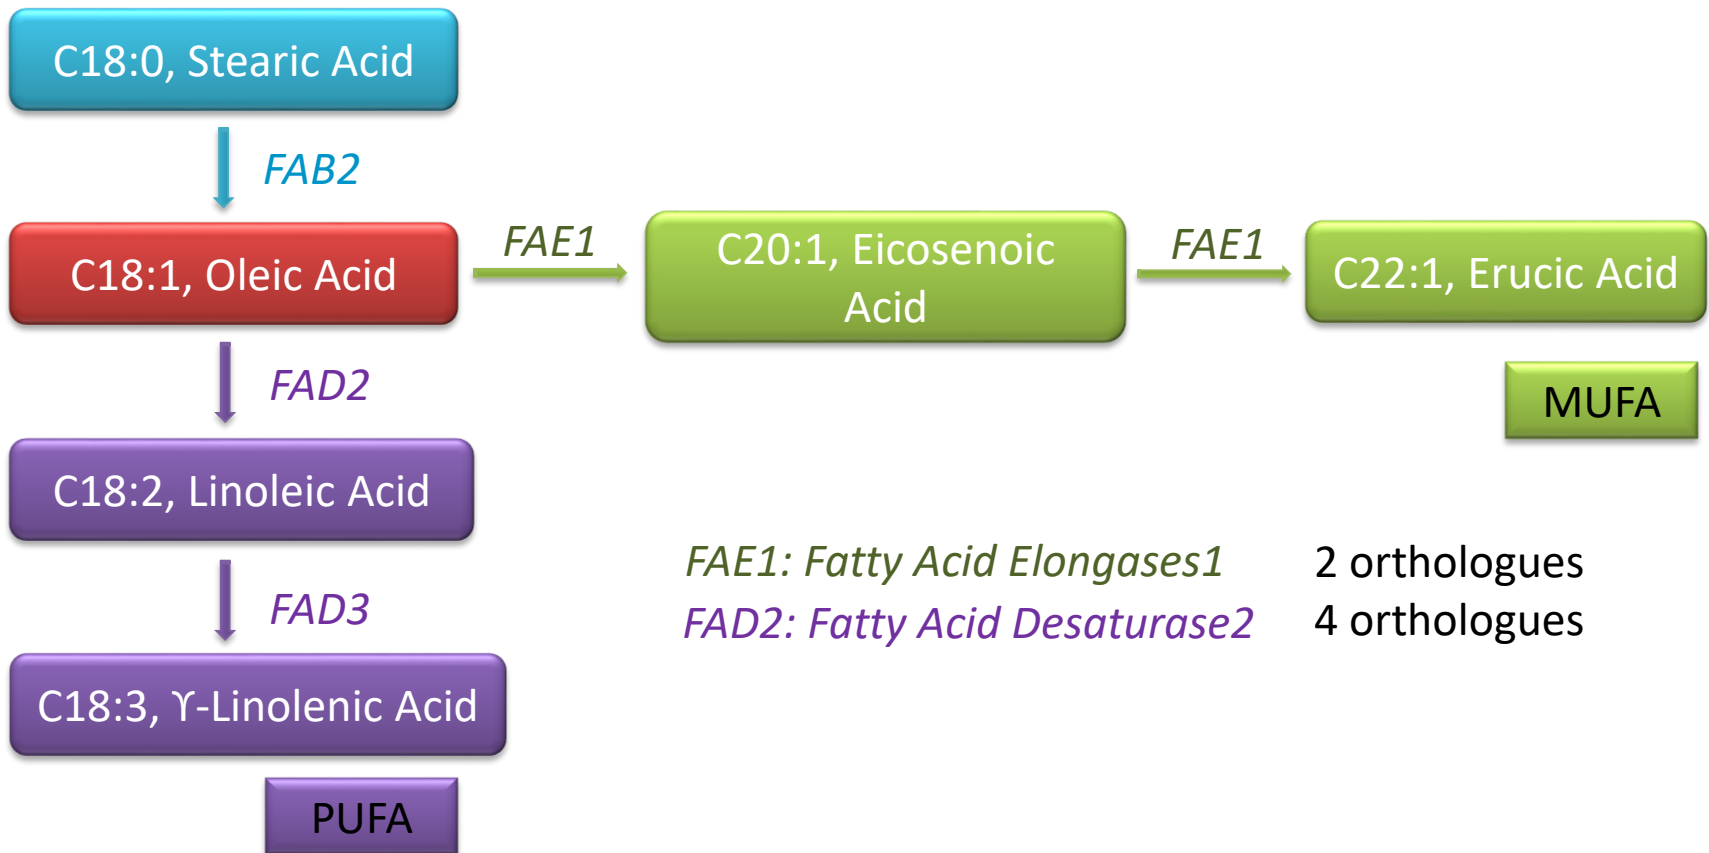 C18:0, Stearic Acid
FAB2
C18:1, Oleic Acid
FAE1
C20:1, Eicosenoic
Acid
FAE1
C22:1, Erucic Acid
MUFA
FAD2
C18:2, Linoleic Acid
FAD3
C18:3, ϒ-Linolenic Acid
PUFA
FAE1: Fatty Acid Elongases1 2 orthologues
FAD2: Fatty Acid Desaturase2 4 orthologues